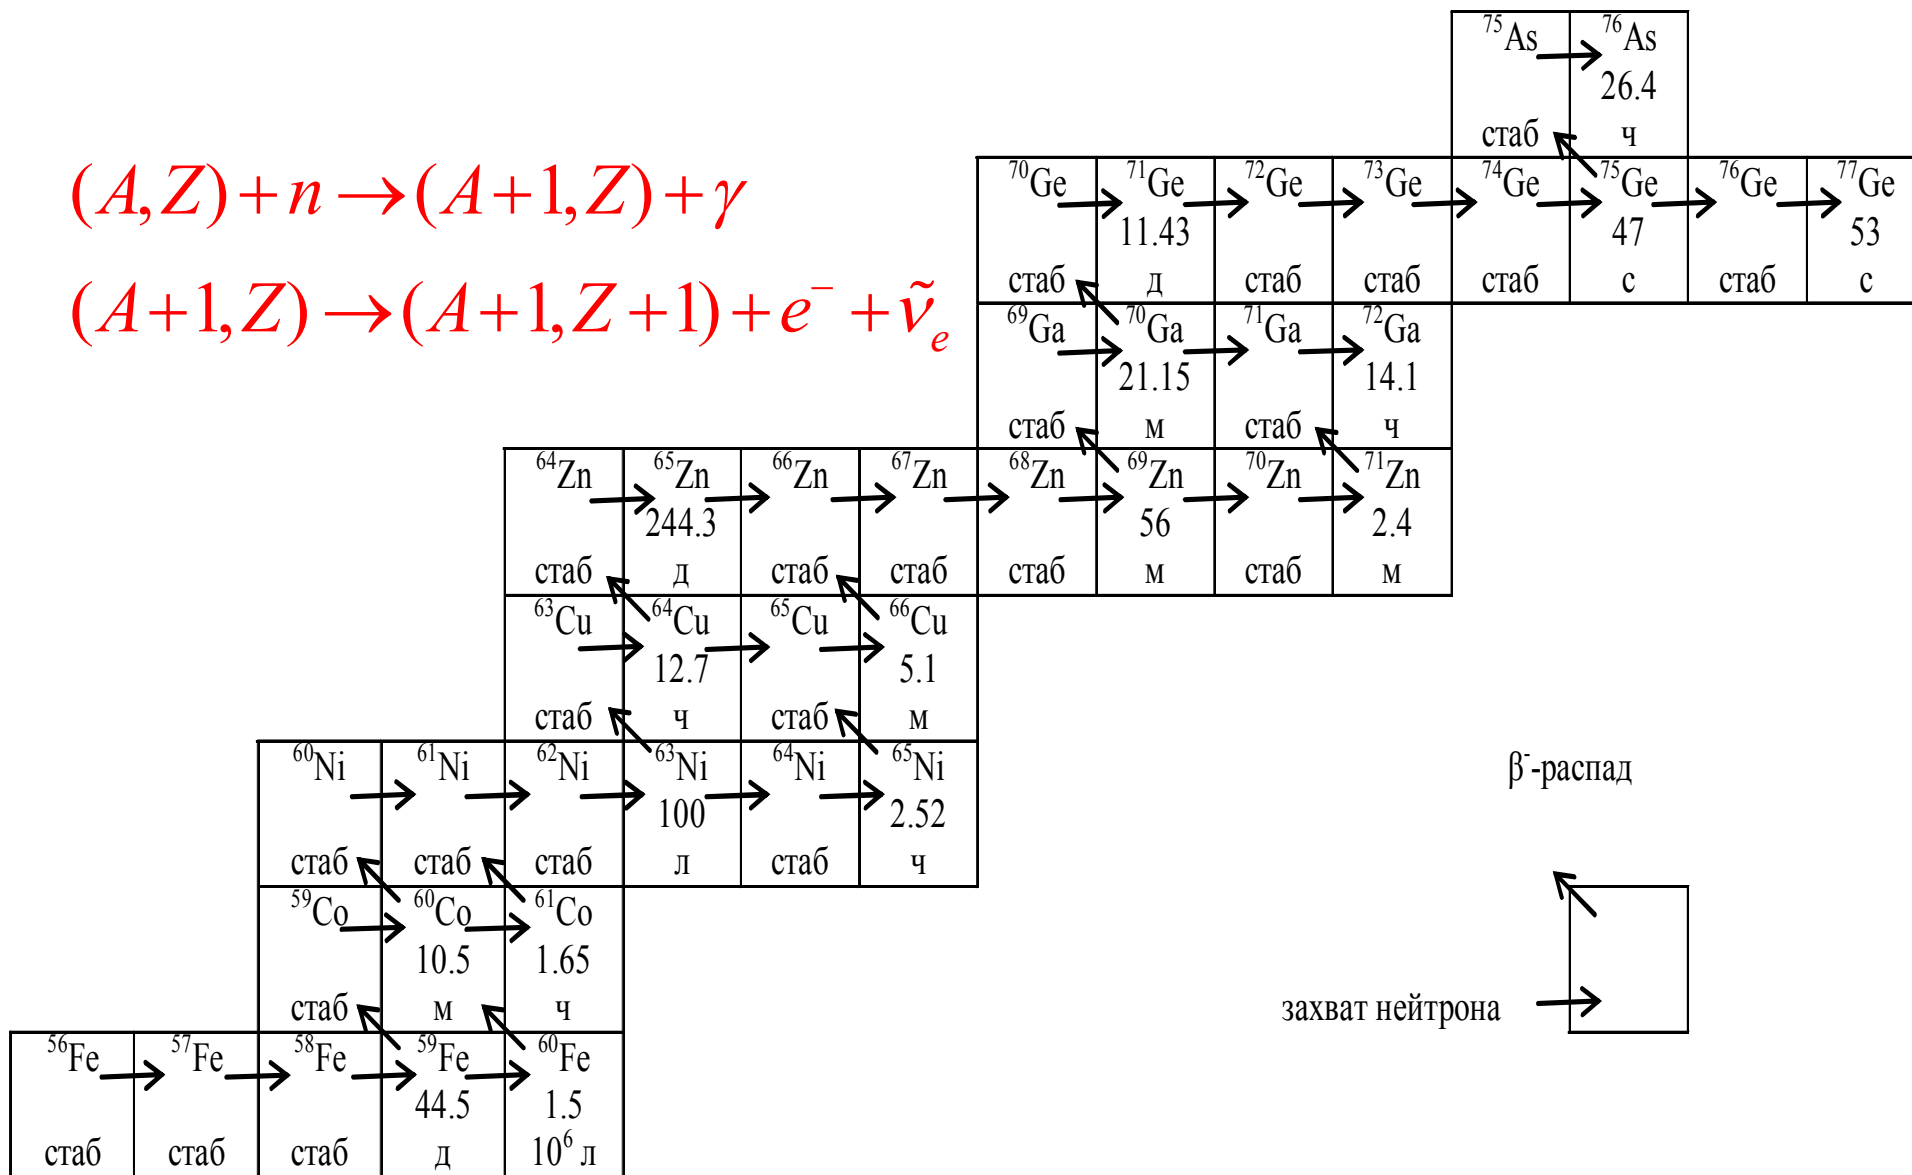 ⁷⁵As ⁷⁶As
26.4
стаб ч
(A,Z)+n→(A+1,Z)+γ
(A+1,Z)→(A+1,Z+1)+e⁻+ν̃ₑ
⁷⁰Ge ⁷¹Ge ⁷²Ge ⁷³Ge ⁷⁴Ge ⁷⁵Ge ⁷⁶Ge ⁷⁷Ge
11.43 47 53
стаб д стаб стаб стаб с стаб с
⁶⁹Ga ⁷⁰Ga ⁷¹Ga ⁷²Ga
21.15 14.1
стаб м стаб ч
⁶⁴Zn ⁶⁵Zn ⁶⁶Zn ⁶⁷Zn ⁶⁸Zn ⁶⁹Zn ⁷⁰Zn ⁷¹Zn
244.3 56 2.4
стаб д стаб стаб стаб м стаб м
⁶³Cu ⁶⁴Cu ⁶⁵Cu ⁶⁶Cu
12.7 5.1
стаб ч стаб м
⁶⁰Ni ⁶¹Ni ⁶²Ni ⁶³Ni ⁶⁴Ni ⁶⁵Ni
100 2.52
стаб стаб стаб л стаб ч
β⁻-распад
⁵⁹Co ⁶⁰Co ⁶¹Co
10.5 1.65
стаб м ч
захват нейтрона
⁵⁶Fe ⁵⁷Fe ⁵⁸Fe ⁵⁹Fe ⁶⁰Fe
44.5 1.5
стаб стаб стаб д 10⁶ л